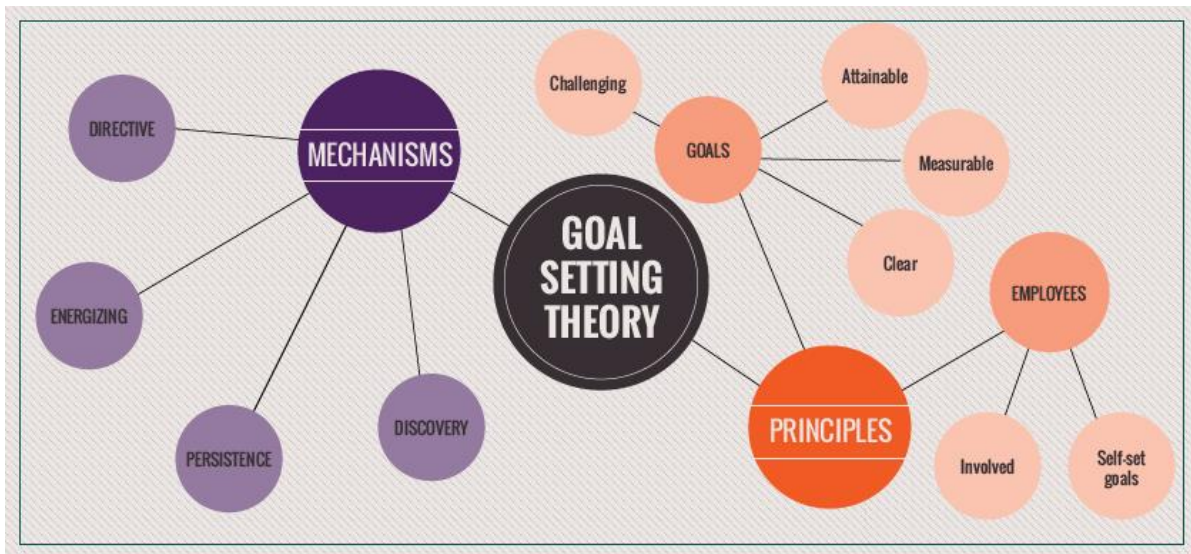 GOAL
SETTING
THEORY
MECHANISMS
DIRECTIVE
ENERGIZING
PERSISTENCE
DISCOVERY
PRINCIPLES
GOALS
Challenging
Attainable
Measurable
Clear
EMPLOYEES
Involved
Self-set
goals